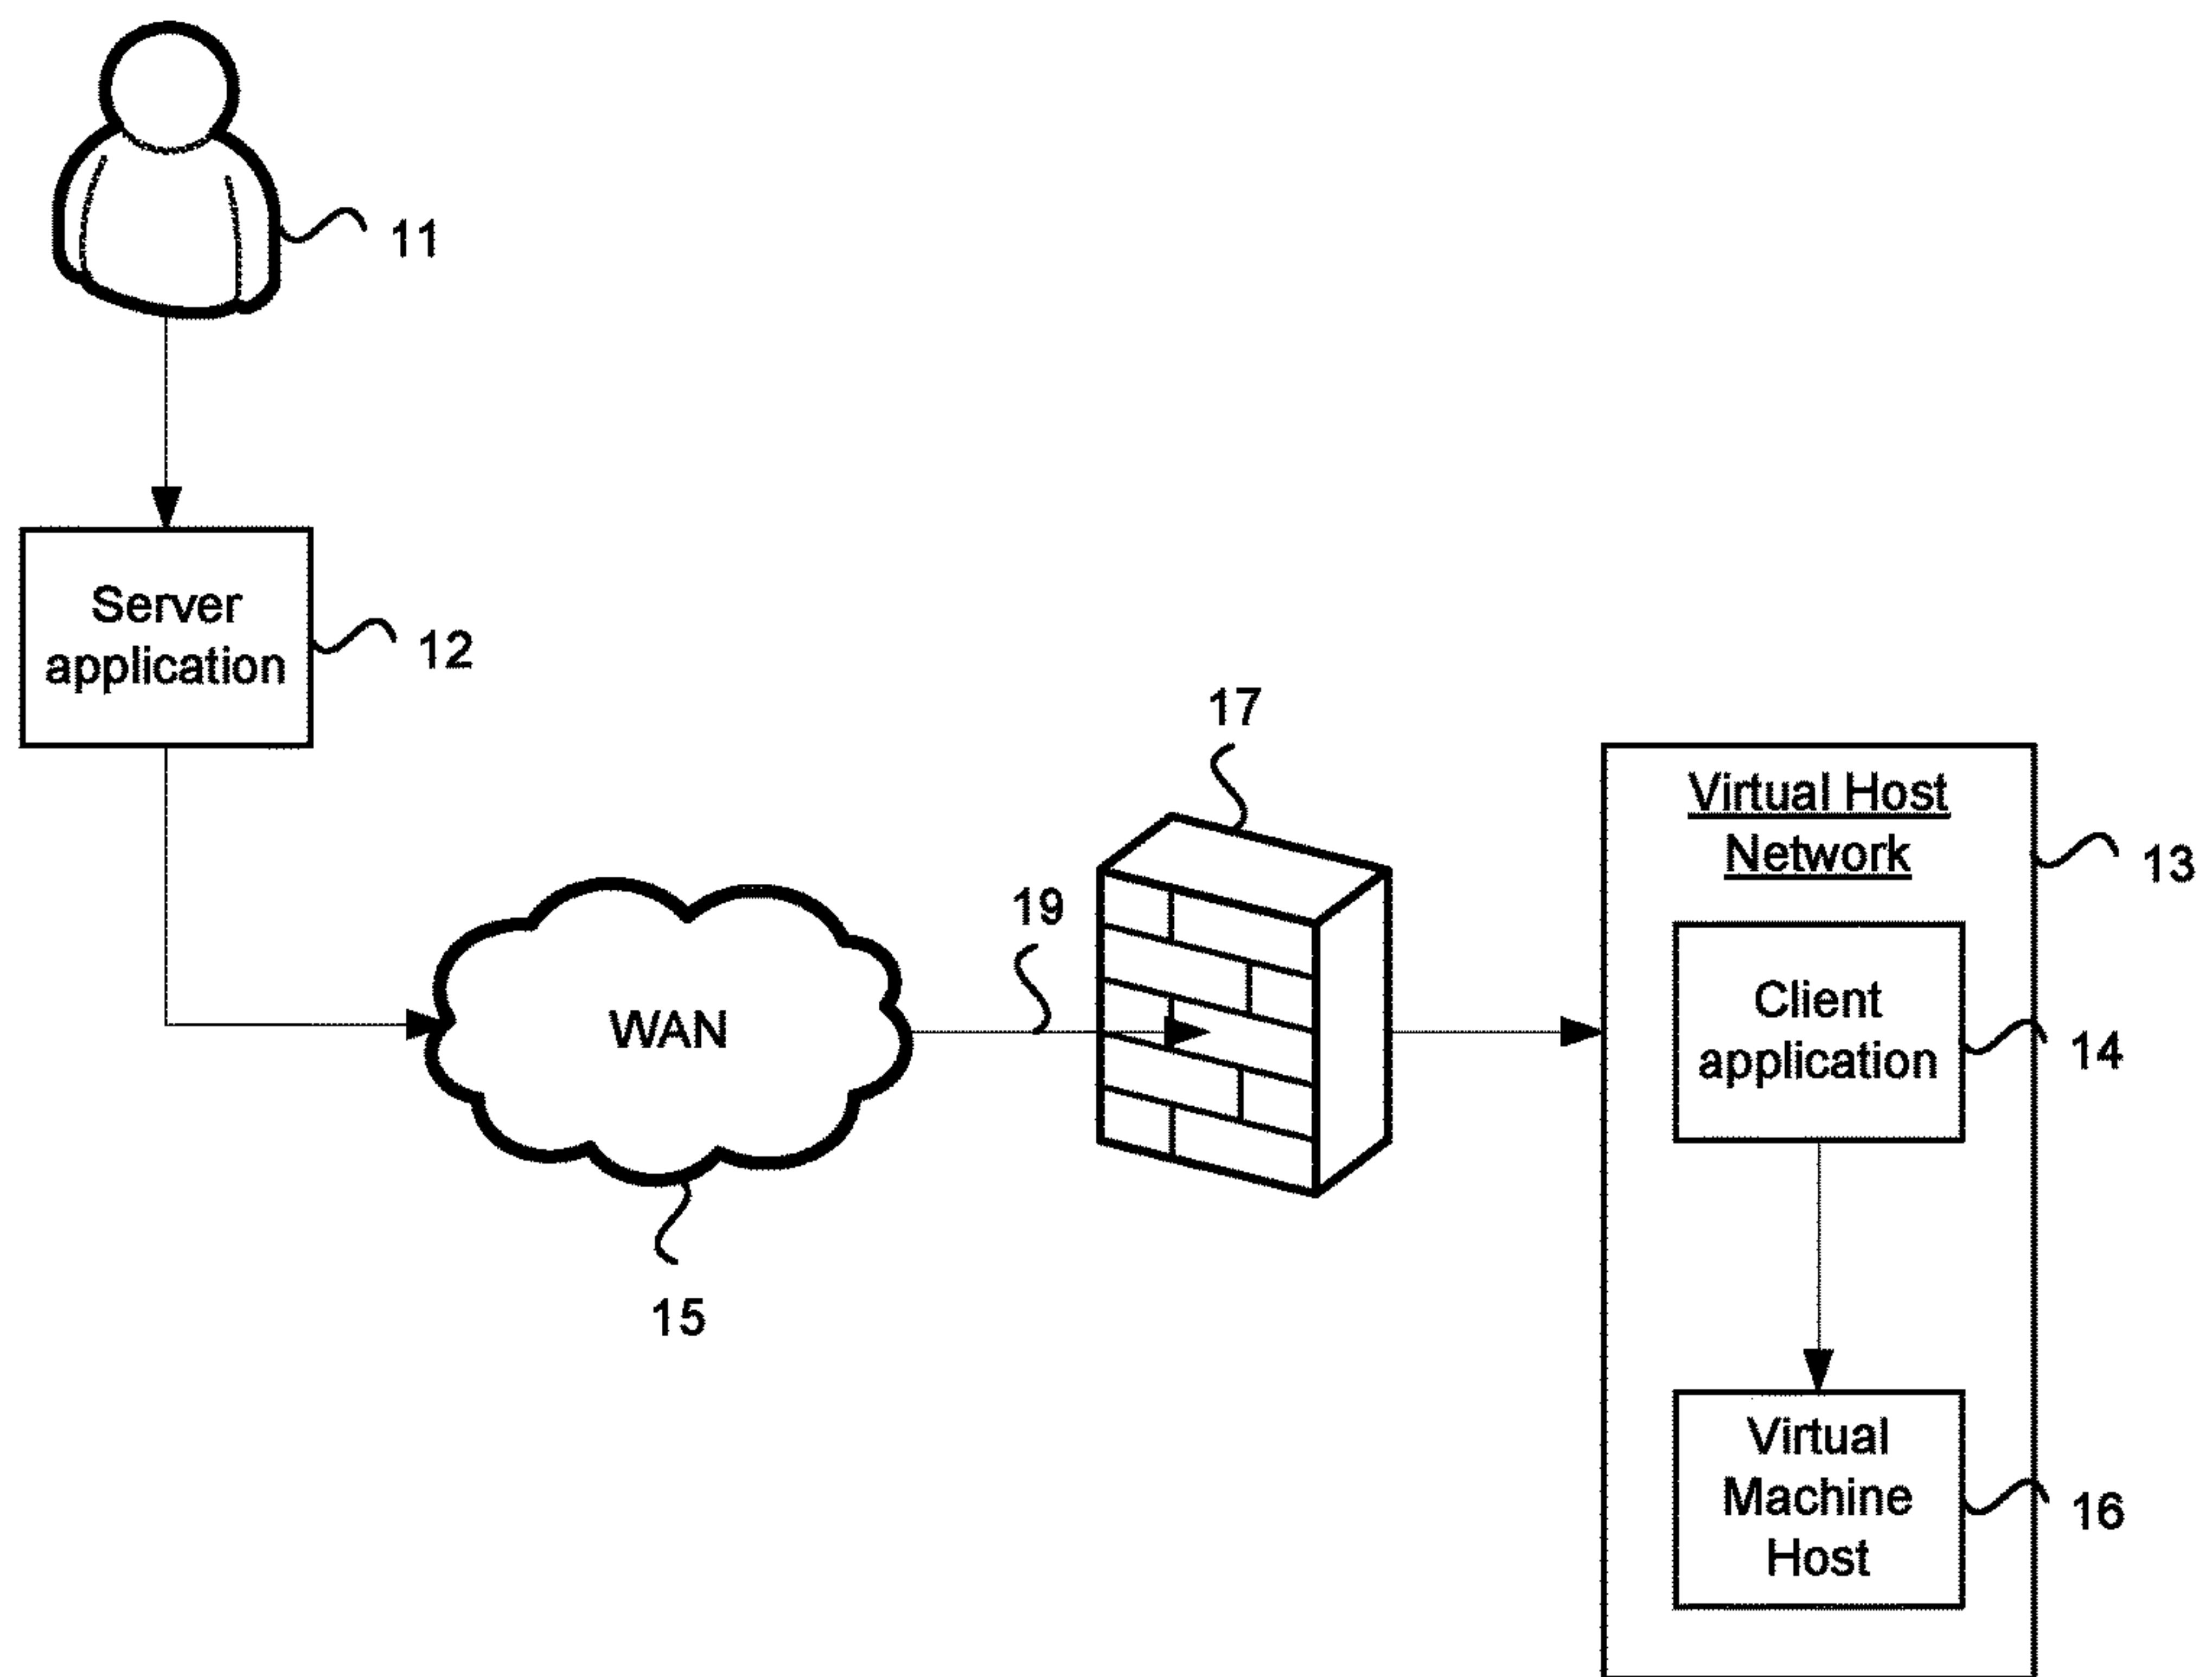 11
Server
application
12
17
Virtual Host
Network
13
19
WAN
Client
application
14
15
Virtual
Machine
Host
16